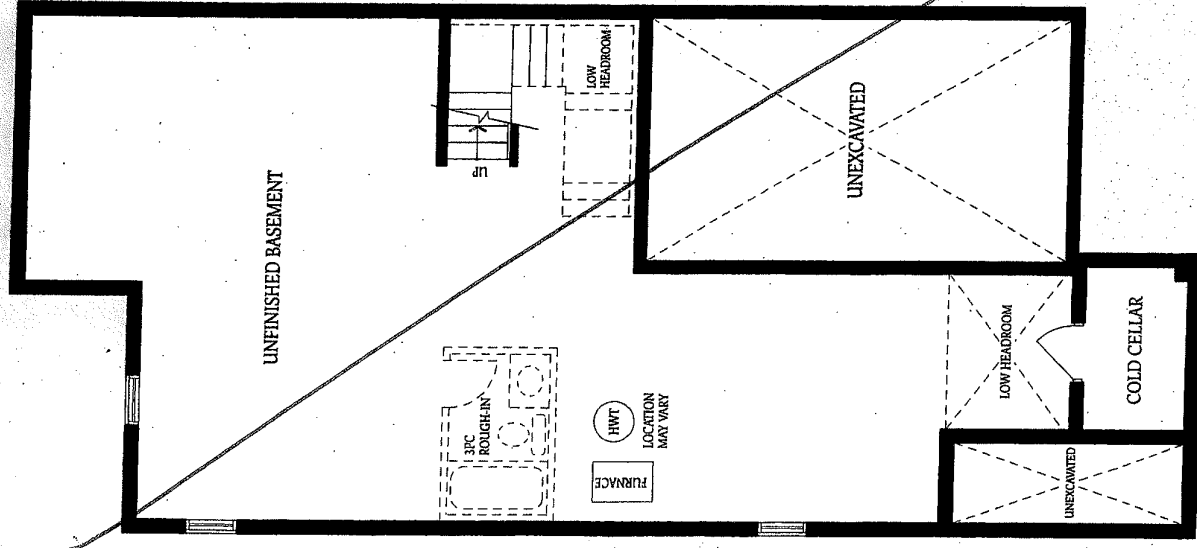 UNFINISHED BASEMENT
UP
LOW
HEADROOM
UNEXCAVATED
3PC
ROUGH-IN
HWT
LOCATION
MAY VARY
FURNACE
LOW HEADROOM
COLD CELLAR
UNEXCAVATED